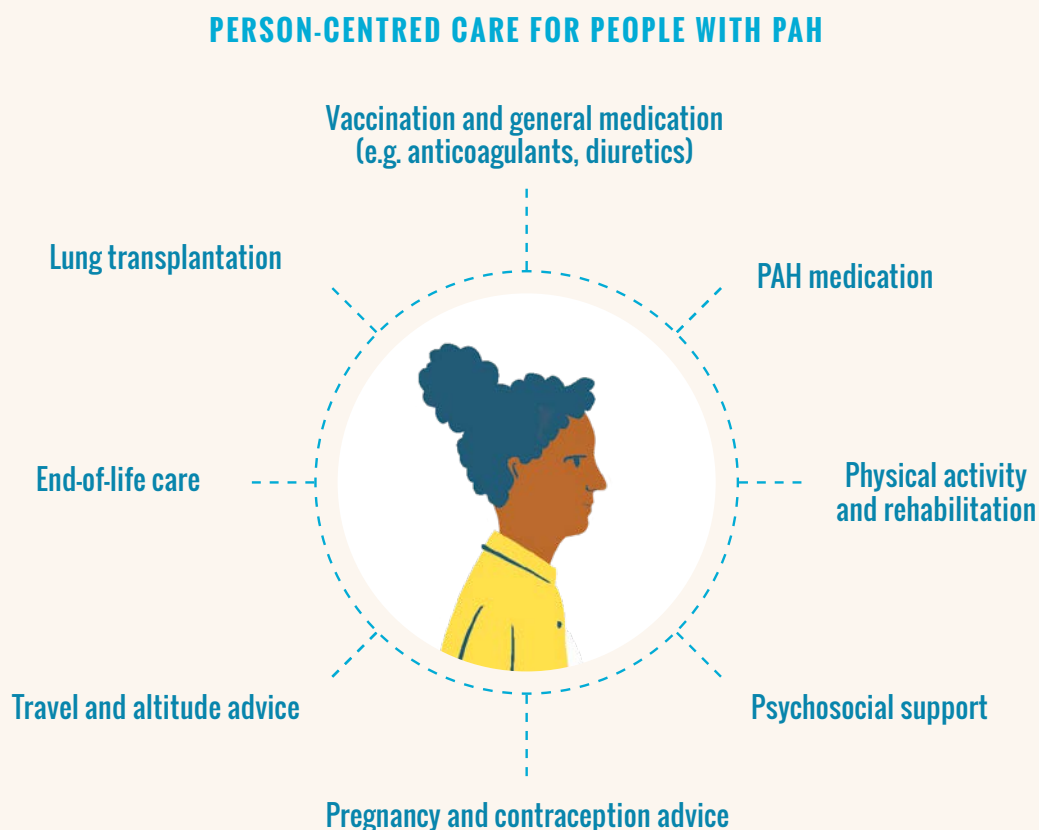 PERSON-CENTRED CARE FOR PEOPLE WITH PAH
Vaccination and general medication
(e.g. anticoagulants, diuretics)
PAH medication
Physical activity
and rehabilitation
Psychosocial support
Pregnancy and contraception advice
Travel and altitude advice
End-of-life care
Lung transplantation